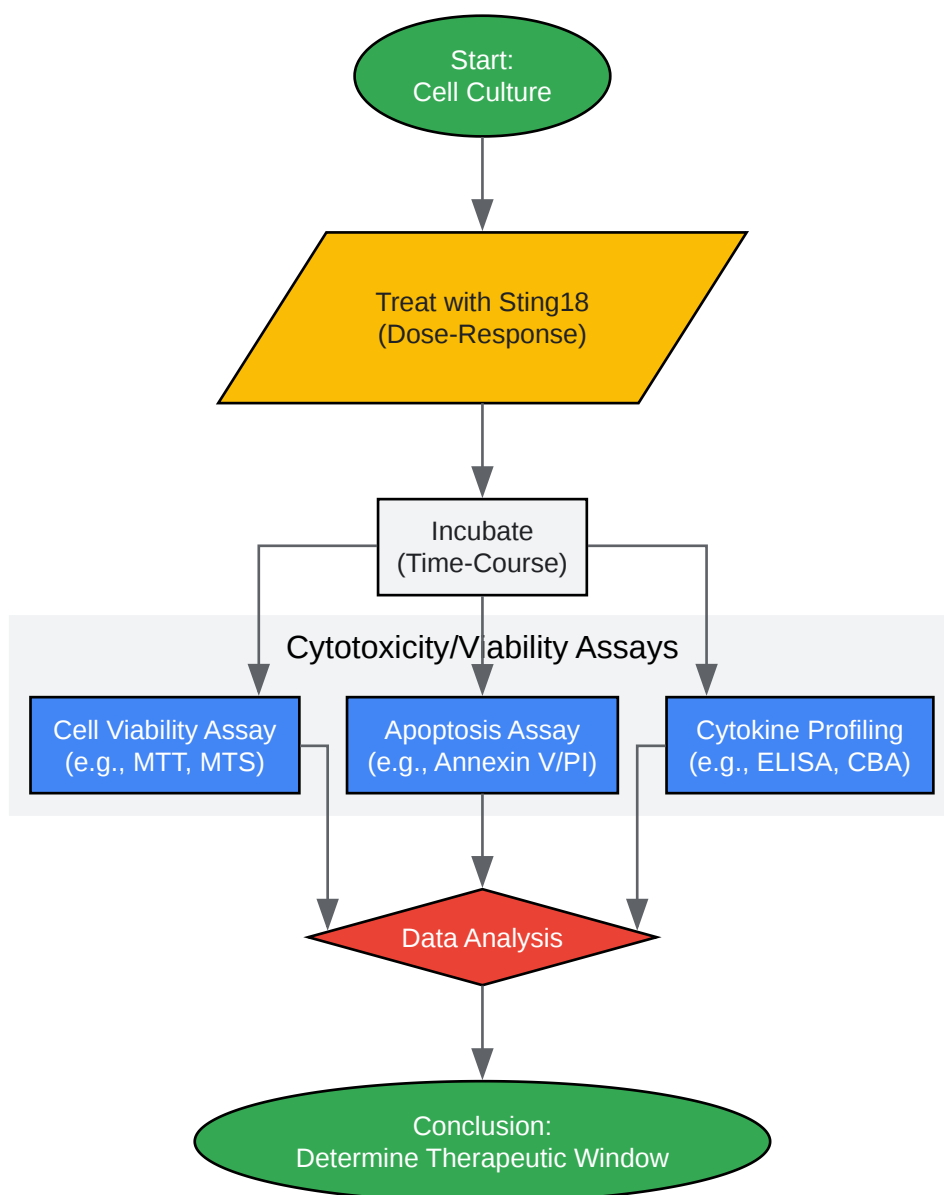 Start:
Cell Culture
Treat with Sting18
(Dose-Response)
Incubate
(Time-Course)
Cytotoxicity/Viability Assays
Cell Viability Assay
(e.g., MTT, MTS)
Apoptosis Assay
(e.g., Annexin V/PI)
Cytokine Profiling
(e.g., ELISA, CBA)
Data Analysis
Conclusion:
Determine Therapeutic Window